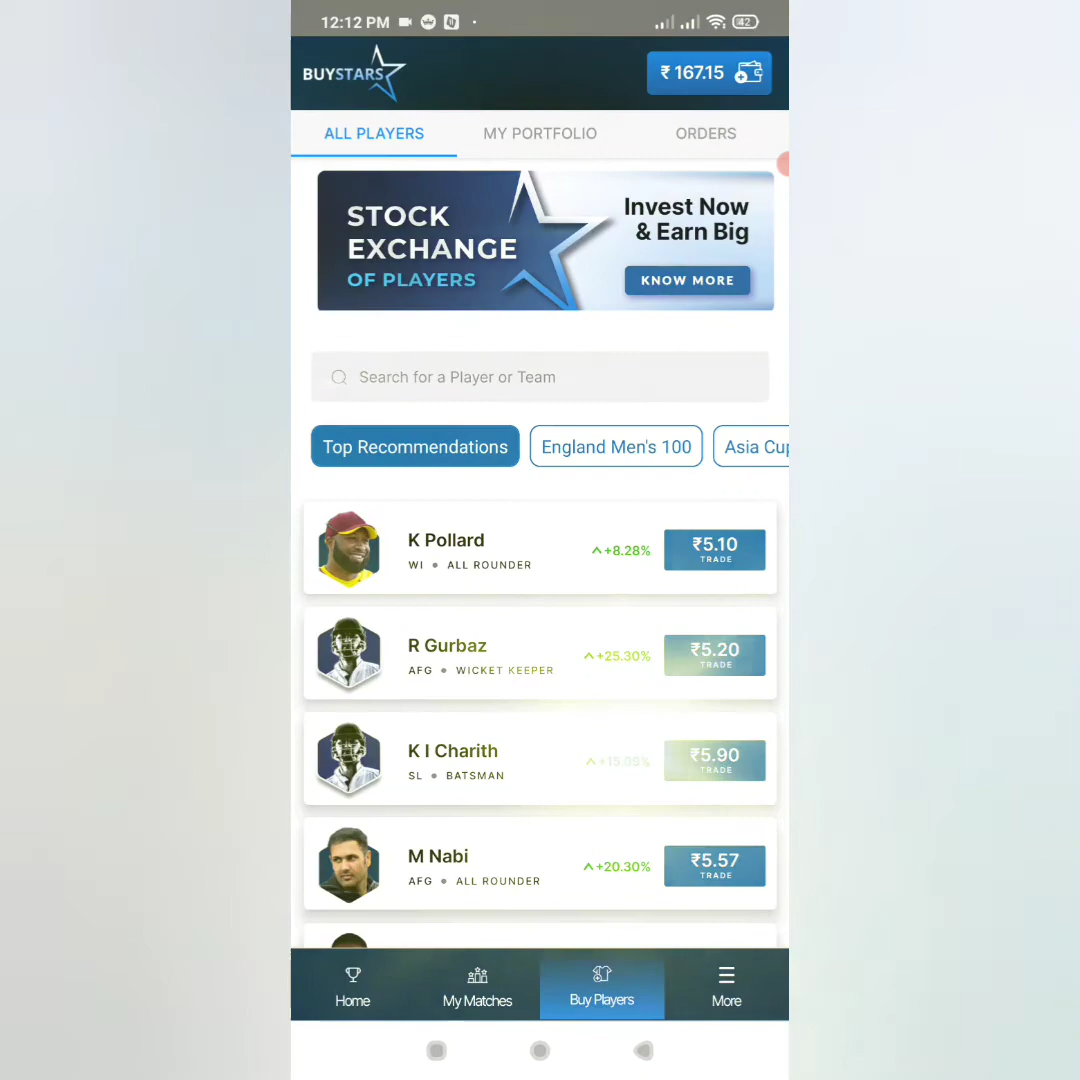 12:12 PM
42
BUYSTARS
₹ 167.15
ALL PLAYERS
MY PORTFOLIO
ORDERS
STOCK
EXCHANGE
OF PLAYERS
Invest Now
& Earn Big
KNOW MORE
Search for a Player or Team
Top Recommendations
England Men's 100
Asia Cup
K Pollard
WI • ALL ROUNDER
+8.28%
₹5.10
TRADE
R Gurbaz
AFG • WICKET KEEPER
+25.30%
₹5.20
TRADE
K I Charith
SL • BATSMAN
+15.09%
₹5.90
TRADE
M Nabi
AFG • ALL ROUNDER
+20.30%
₹5.57
TRADE
Home
My Matches
Buy Players
More